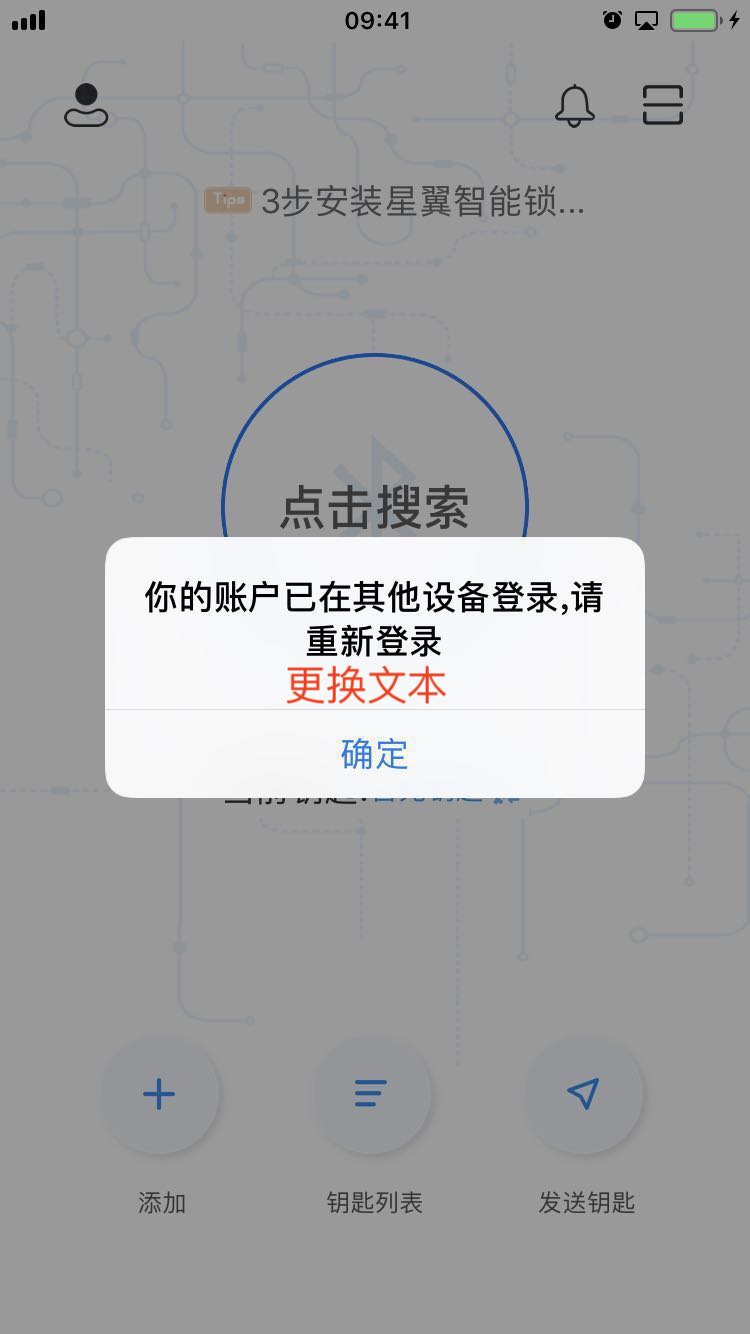 09:41
Tips 3步安装星翼智能锁...
点击搜索
你的账户已在其他设备登录,请
重新登录
更换文本
确定
添加
钥匙列表
发送钥匙